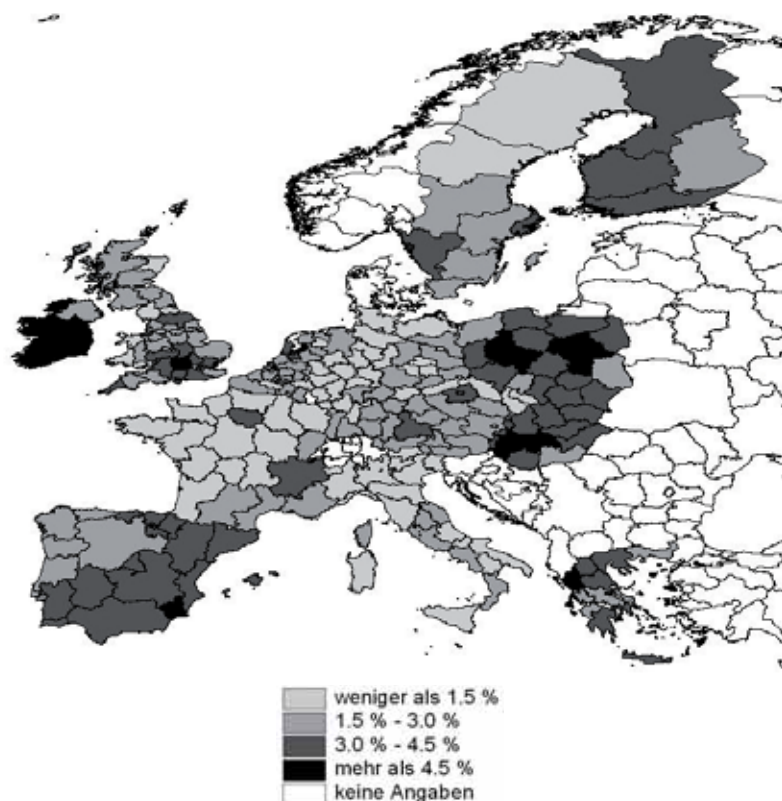 weniger als 1.5 %
1.5 % - 3.0 %
3.0 % - 4.5 %
mehr als 4.5 %
keine Angaben